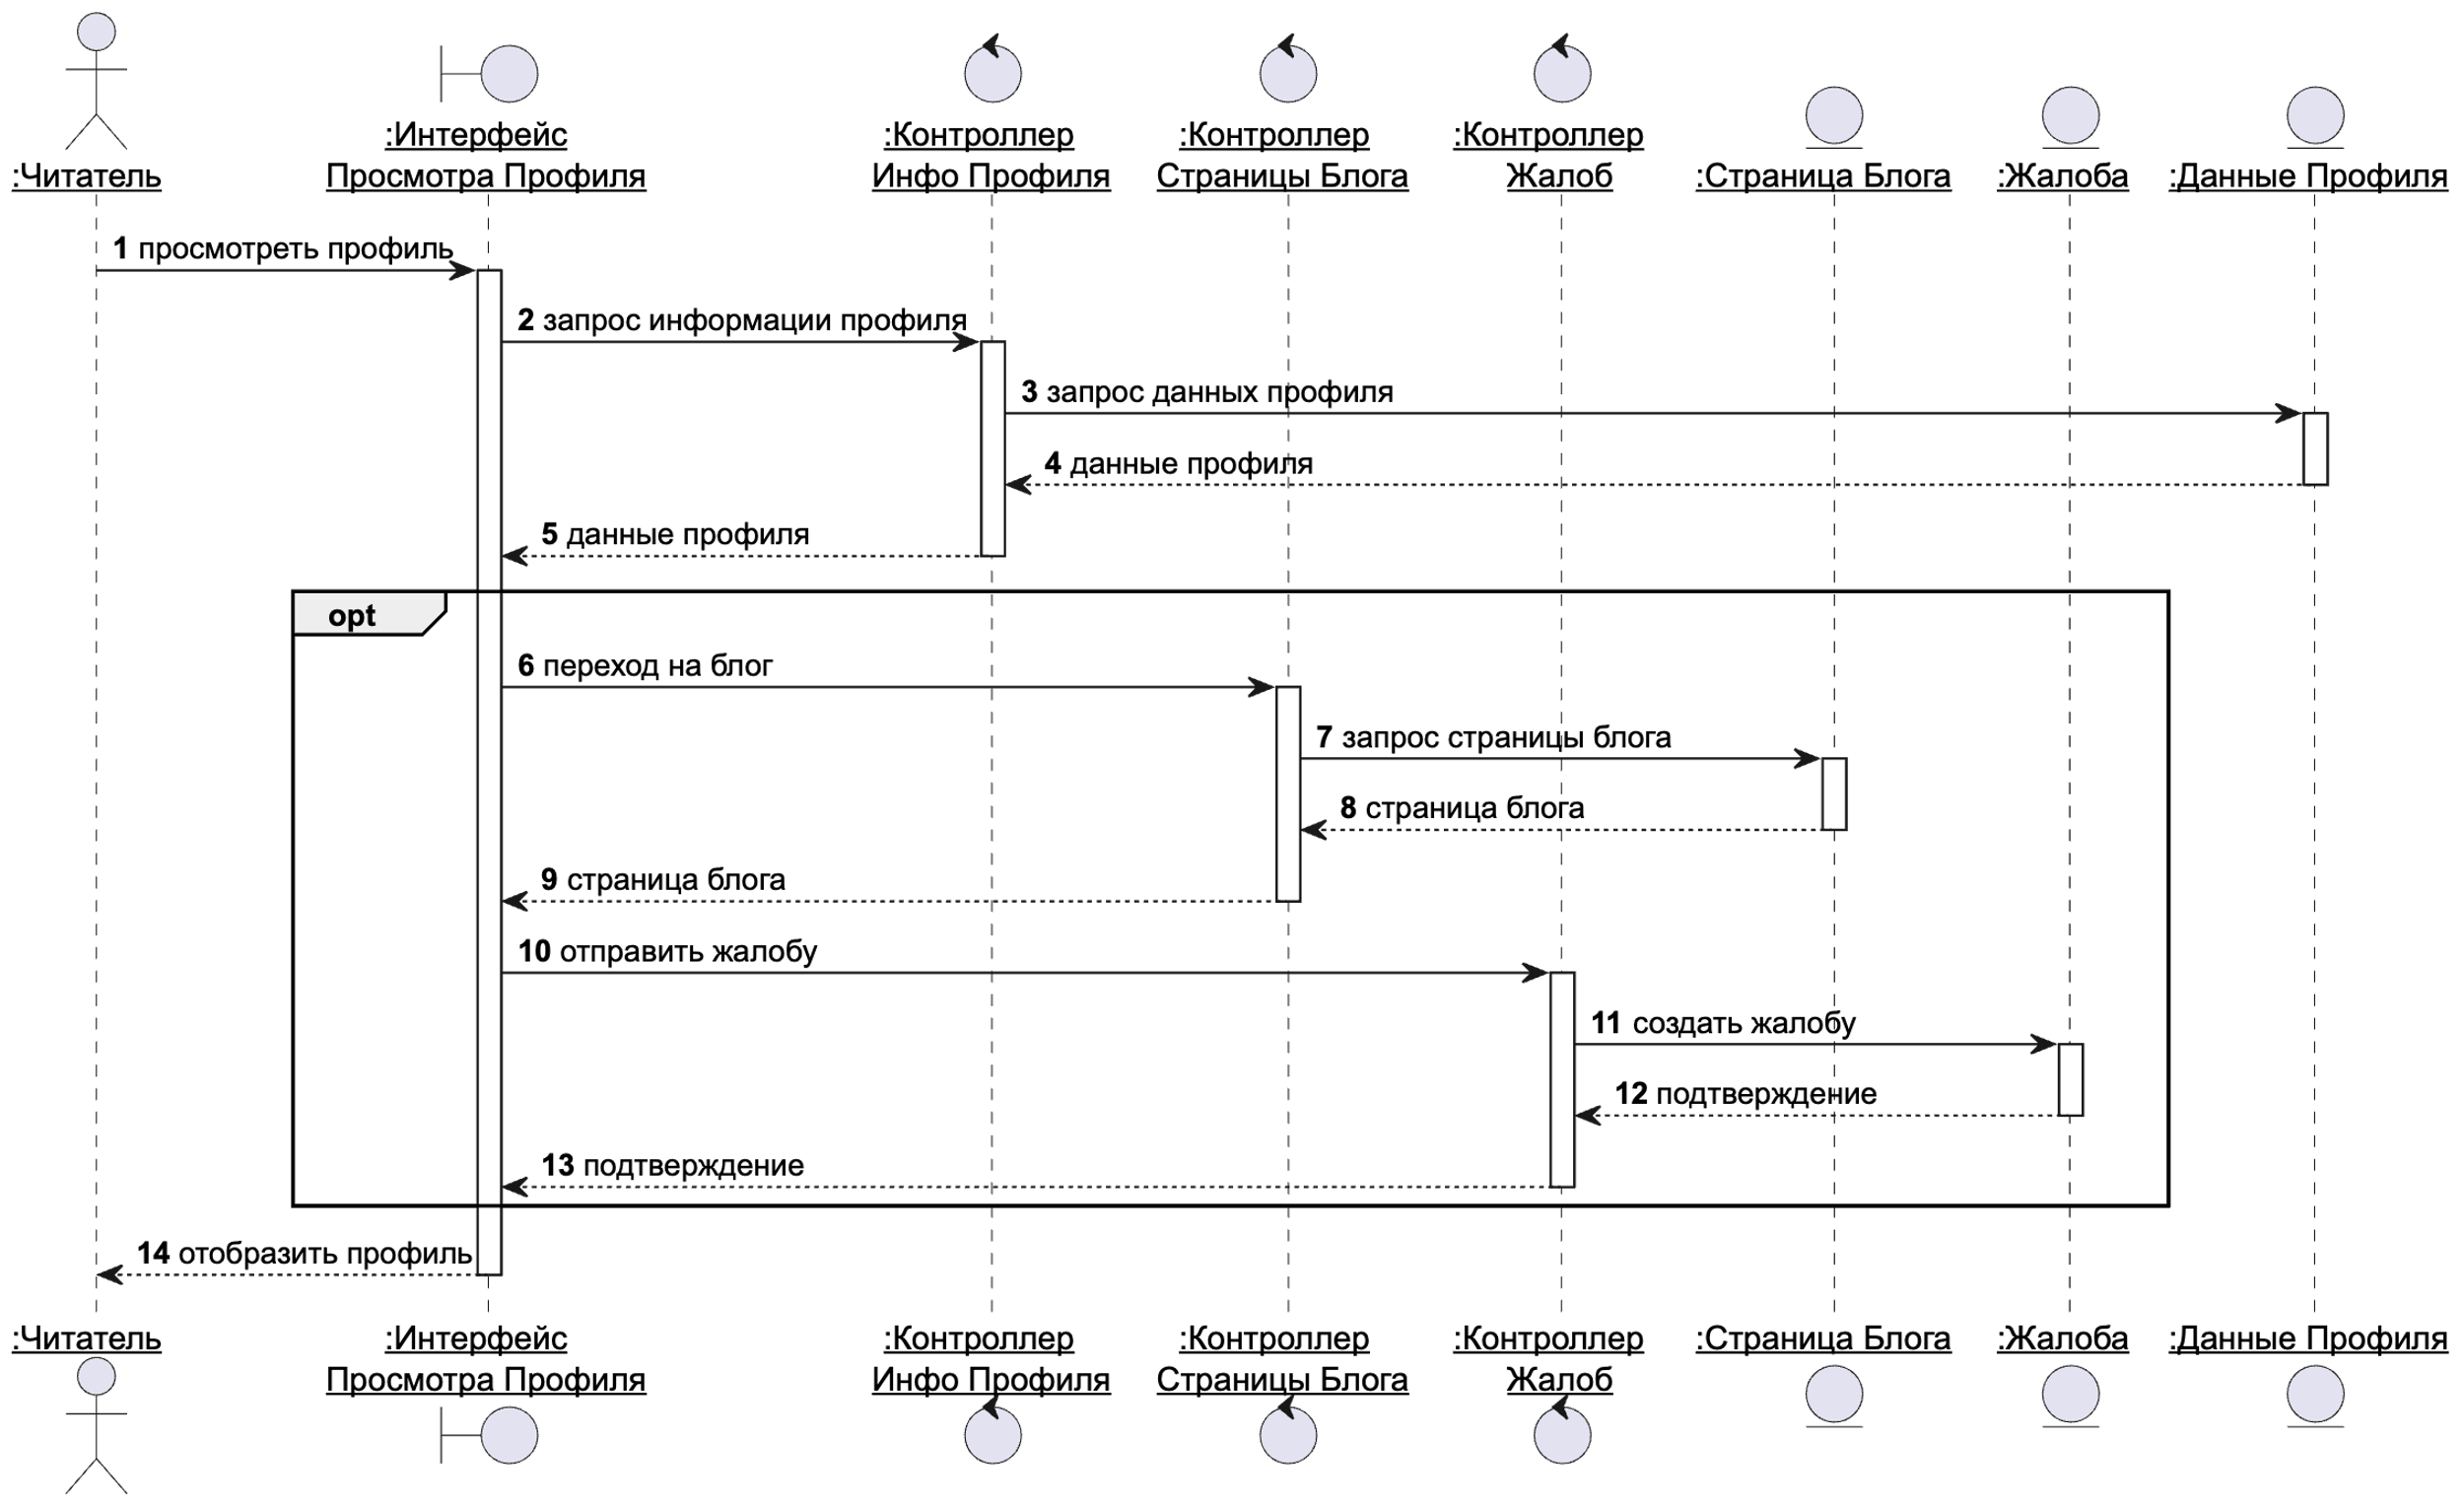 :Читатель
:Интерфейс
Просмотра Профиля
:Контроллер
Инфо Профиля
:Контроллер
Страницы Блога
:Контроллер
Жалоб
:Страница Блога
:Жалоба
:Данные Профиля
1 просмотреть профиль
2 запрос информации профиля
3 запрос данных профиля
4 данные профиля
5 данные профиля
opt
6 переход на блог
7 запрос страницы блога
8 страница блога
9 страница блога
10 отправить жалобу
11 создать жалобу
12 подтверждение
13 подтверждение
14 отобразить профиль
:Читатель
:Интерфейс
Просмотра Профиля
:Контроллер
Инфо Профиля
:Контроллер
Страницы Блога
:Контроллер
Жалоб
:Страница Блога
:Жалоба
:Данные Профиля